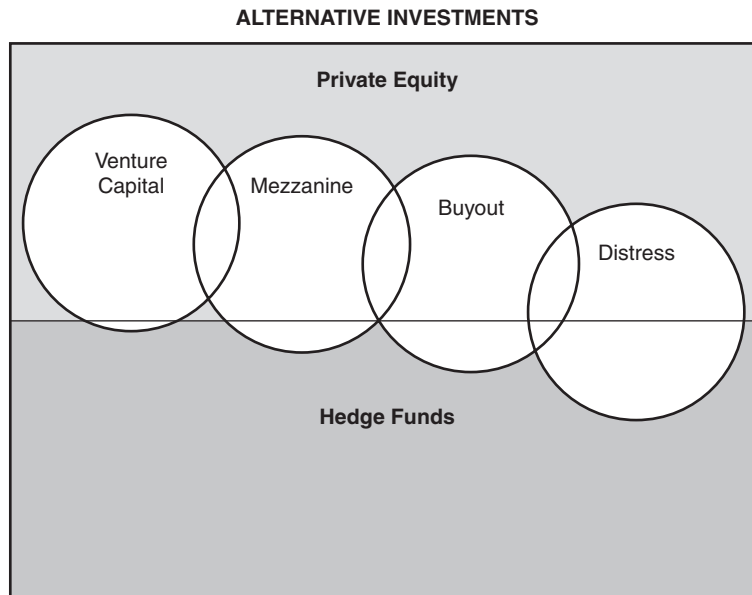 ALTERNATIVE INVESTMENTS
Private Equity
Venture
Capital
Mezzanine
Buyout
Distress
Hedge Funds